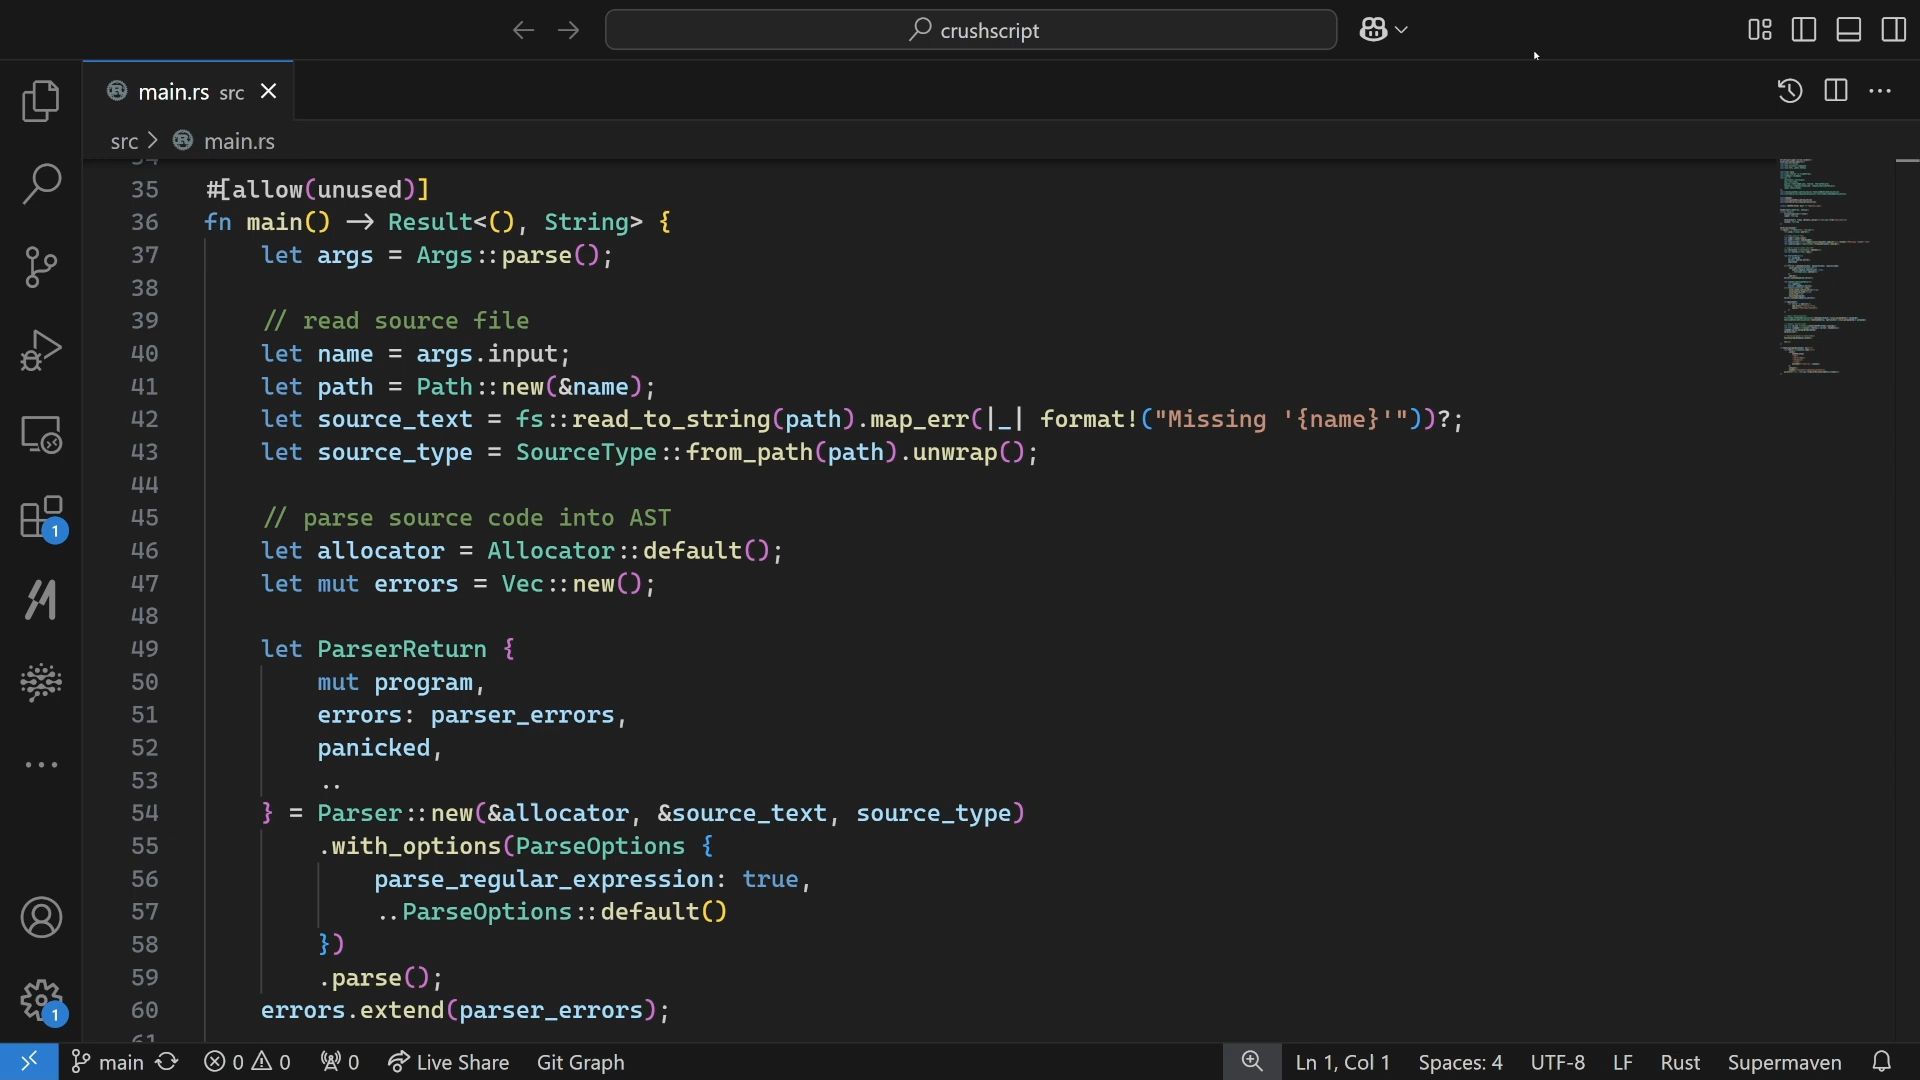 crushscript
main.rs src
src > main.rs
35 #[allow(unused)]
36 fn main() -> Result<(), String> {
37 let args = Args::parse();
38
39 // read source file
40 let name = args.input;
41 let path = Path::new(&name);
42 let source_text = fs::read_to_string(path).map_err(|_| format!("Missing '{name}'"))?;
43 let source_type = SourceType::from_path(path).unwrap();
44
45 // parse source code into AST
46 let allocator = Allocator::default();
47 let mut errors = Vec::new();
48
49 let ParserReturn {
50 mut program,
51 errors: parser_errors,
52 panicked,
53 ..
54 } = Parser::new(&allocator, &source_text, source_type)
55 .with_options(ParseOptions {
56 parse_regular_expression: true,
57 ..ParseOptions::default()
58 })
59 .parse();
60 errors.extend(parser_errors);
1
1
main 0 0 0 Live Share Git Graph Ln 1, Col 1 Spaces: 4 UTF-8 LF Rust Supermaven